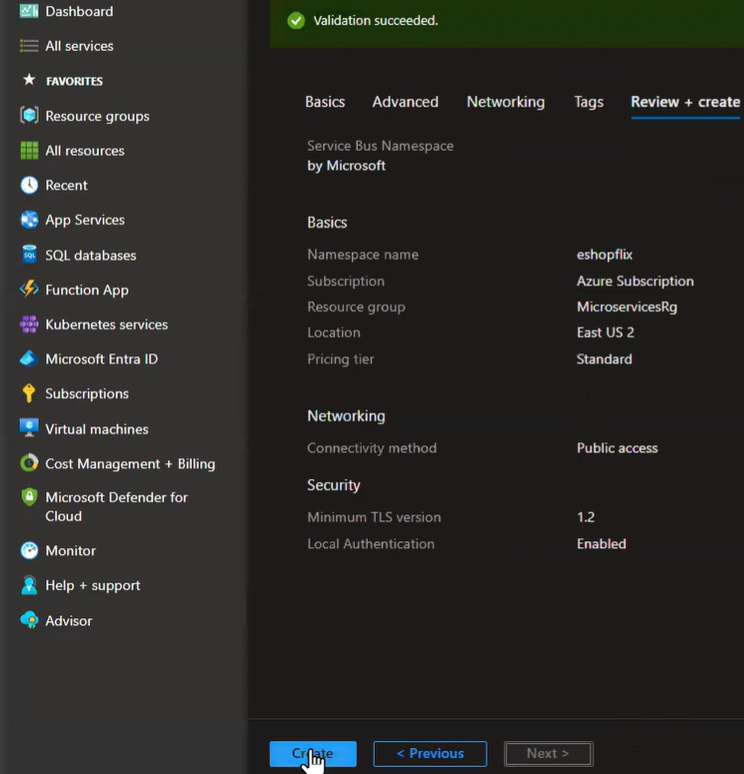 Dashboard
All services
FAVORITES
Resource groups
All resources
Recent
App Services
SQL databases
Function App
Kubernetes services
Microsoft Entra ID
Subscriptions
Virtual machines
Cost Management + Billing
Microsoft Defender for
Cloud
Monitor
Help + support
Advisor
Validation succeeded.
Basics Advanced Networking Tags Review + create
Service Bus Namespace
by Microsoft
Basics
Namespace name eshopflix
Subscription Azure Subscription
Resource group MicroservicesRg
Location East US 2
Pricing tier Standard
Networking
Connectivity method Public access
Security
Minimum TLS version 1.2
Local Authentication Enabled
Create < Previous Next >